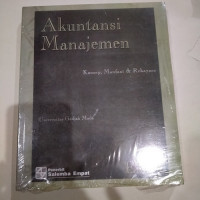 Akuntansi
Manajemen
Konsep, Manfaat & Rekayasa
Penerbit
Salemba Empat